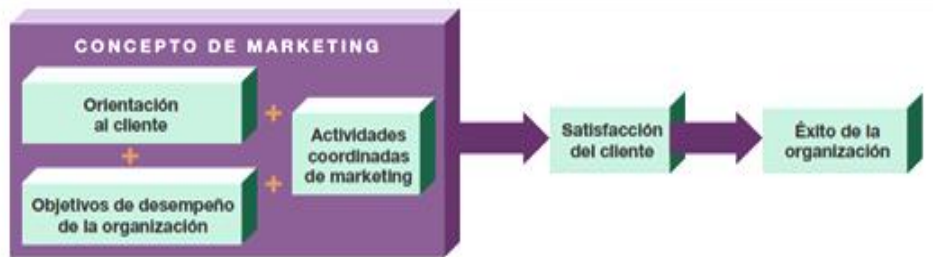 CONCEPTO DE MARKETING
Orientación
al cliente
+
+
+
Objetivos de desempeño
de la organización
Actividades
coordinadas
de marketing
Satisfacción
del cliente
Éxito de la
organización